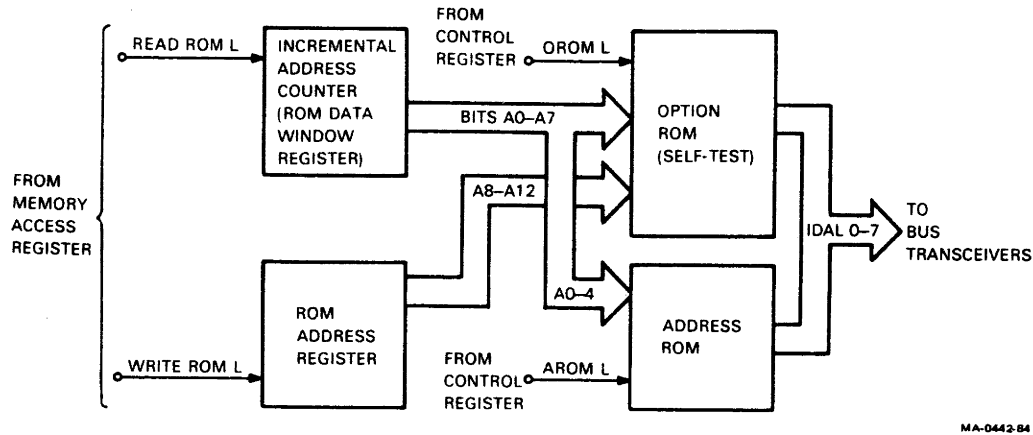 FROM
CONTROL
REGISTER
READ ROM L
INCREMENTAL
ADDRESS
COUNTER
(ROM DATA
WINDOW
REGISTER)
OROM L
BITS A0–A7
OPTION
ROM
(SELF-TEST)
FROM
MEMORY
ACCESS
REGISTER
A8–A12
IDAL 0–7
TO
BUS
TRANSCEIVERS
A0–4
ROM
ADDRESS
REGISTER
ADDRESS
ROM
WRITE ROM L
FROM
CONTROL
REGISTER
AROM L
MA-0442-84